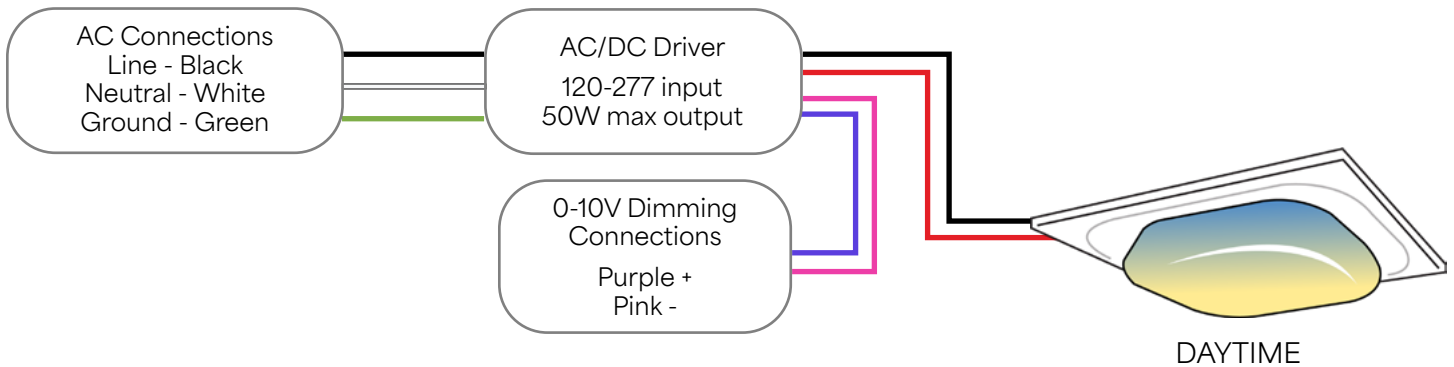 AC Connections
Line - Black
Neutral - White
Ground - Green
AC/DC Driver
120-277 input
50W max output
0-10V Dimming
Connections
Purple +
Pink -
DAYTIME